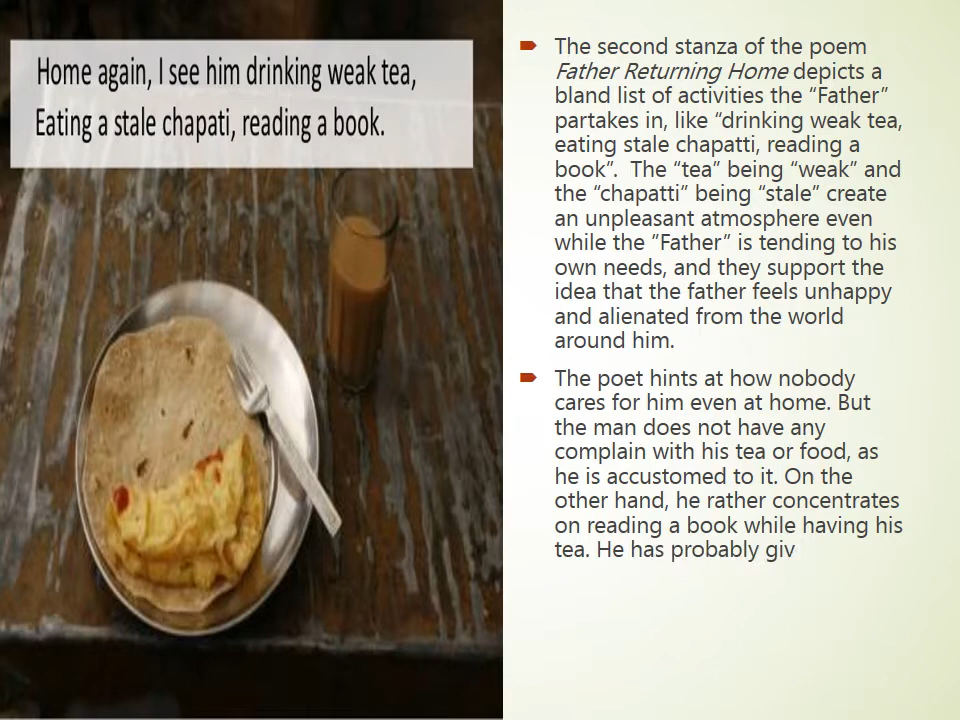 Home again, I see him drinking weak tea,
Eating a stale chapati, reading a book.
The second stanza of the poem
Father Returning Home depicts a
bland list of activities the “Father”
partakes in, like “drinking weak tea,
eating stale chapatti, reading a
book”.  The “tea” being “weak” and
the “chapatti” being “stale” create
an unpleasant atmosphere even
while the ”Father” is tending to his
own needs, and they support the
idea that the father feels unhappy
and alienated from the world
around him.
The poet hints at how nobody
cares for him even at home. But
the man does not have any
complain with his tea or food, as
he is accustomed to it. On the
other hand, he rather concentrates
on reading a book while having his
tea. He has probably giv